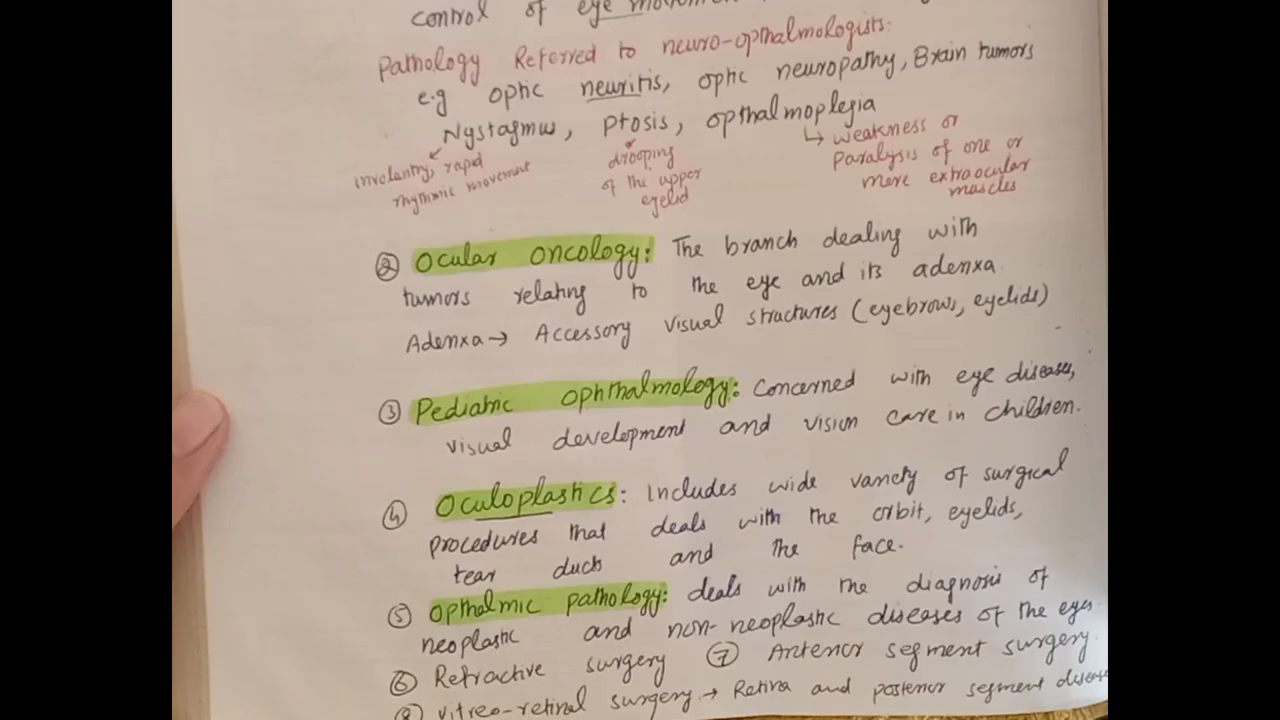 control of eye
Pathology Referred to neuro-opthalmologists:
e.g optic neuritis, optic neuropathy, Brain tumors
Nystagmus, Ptosis, opthalmoplegia
involantry, rapid
rhythmic movement
drooping
of the upper
eyelid
↳ weakness or
Paralysis of one or
more extraocular
muscles
② Ocular oncology: The branch dealing with
tumors relating to the eye and its adenxa.
Adenxa → Accessory visual structures (eyebrows, eyelids)
③ Pediatric Ophthalmology: Concerned with eye diseases,
visual development and vision care in children.
④ Oculoplastics: includes wide variety of surgical
procedures that deals with the orbit, eyelids,
tear ducts and the face.
⑤ Opthalmic pathology: deals with the diagnosis of
neoplastic and non-neoplastic diseases of the eyes.
⑥ Refractive surgery ⑦ Anterior segment surgery.
⑧ vitreo-retinal surgery → Retina and posterior segment